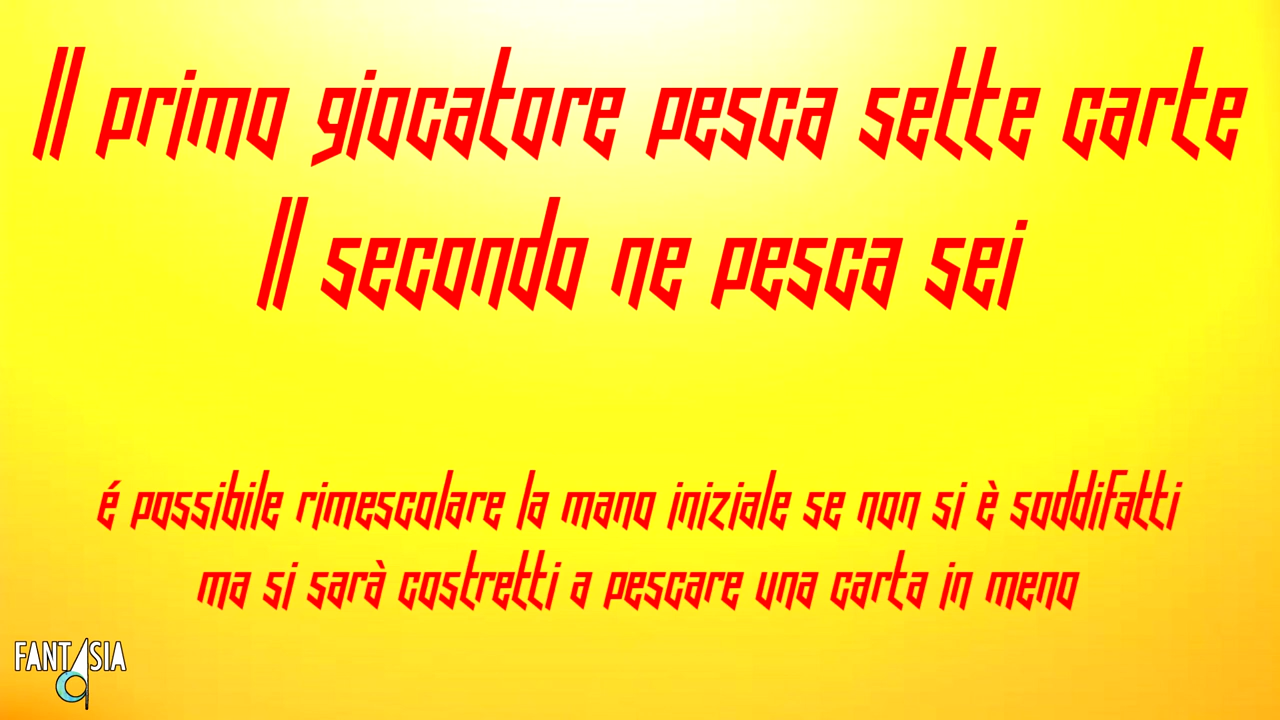 Il primo giocatore pesca sette carte
Il secondo ne pesca sei
é possibile rimescolare la mano iniziale se non si è soddifatti
ma si sarà costretti a pescare una carta in meno
FANTASIA